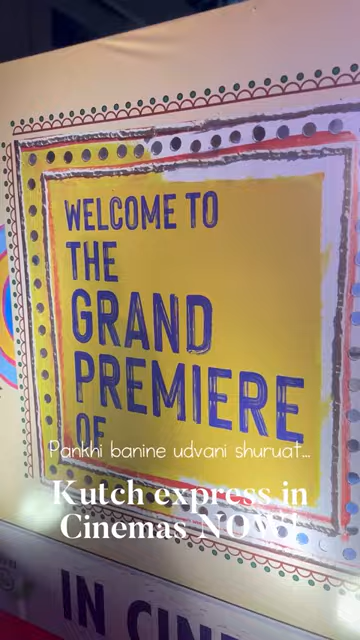 WELCOME TO
THE
GRAND
PREMIERE
OF
Pankhi banine udvani shuruat...
Kutch express in
Cinemas NOW
IN CIN